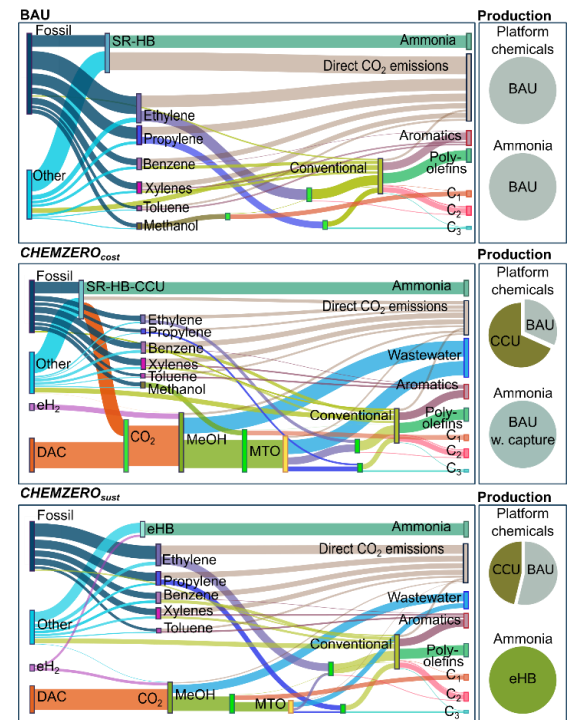 BAU
Production
Fossil
SR-HB
Ammonia
Direct CO₂ emissions
Ethylene
Propylene
Benzene
Other
Xylenes
Toluene
Methanol
Conventional
Aromatics
Poly-
olefins
C₁
C₂
C₃
Platform
chemicals
BAU
Ammonia
BAU
CHEMZEROcost
Production
Fossil
SR-HB-CCU
Ammonia
Direct CO₂ emissions
Ethylene
Propylene
Benzene
Wastewater
Other
Xylenes
Toluene
Methanol
Aromatics
eH₂
Conventional
Poly-
olefins
DAC
CO₂
MeOH
MTO
C₁
C₂
C₃
Platform
chemicals
BAU
CCU
Ammonia
BAU
w. capture
CHEMZEROsust
Production
Fossil
eHB
Ammonia
Direct CO₂ emissions
Ethylene
Propylene
Benzene
Wastewater
Xylenes
Other
Toluene
Aromatics
Conventional
Poly-
olefins
eH₂
DAC
CO₂
MeOH
MTO
C₁
C₂
C₃
Platform
chemicals
CCU
BAU
Ammonia
eHB